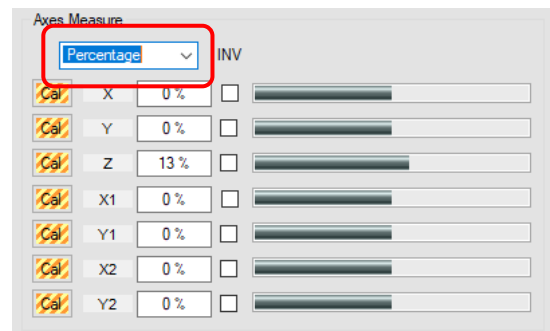 Axes Measure
Percentage INV
Cal X 0 %
Cal Y 0 %
Cal Z 13 %
Cal X1 0 %
Cal Y1 0 %
Cal X2 0 %
Cal Y2 0 %